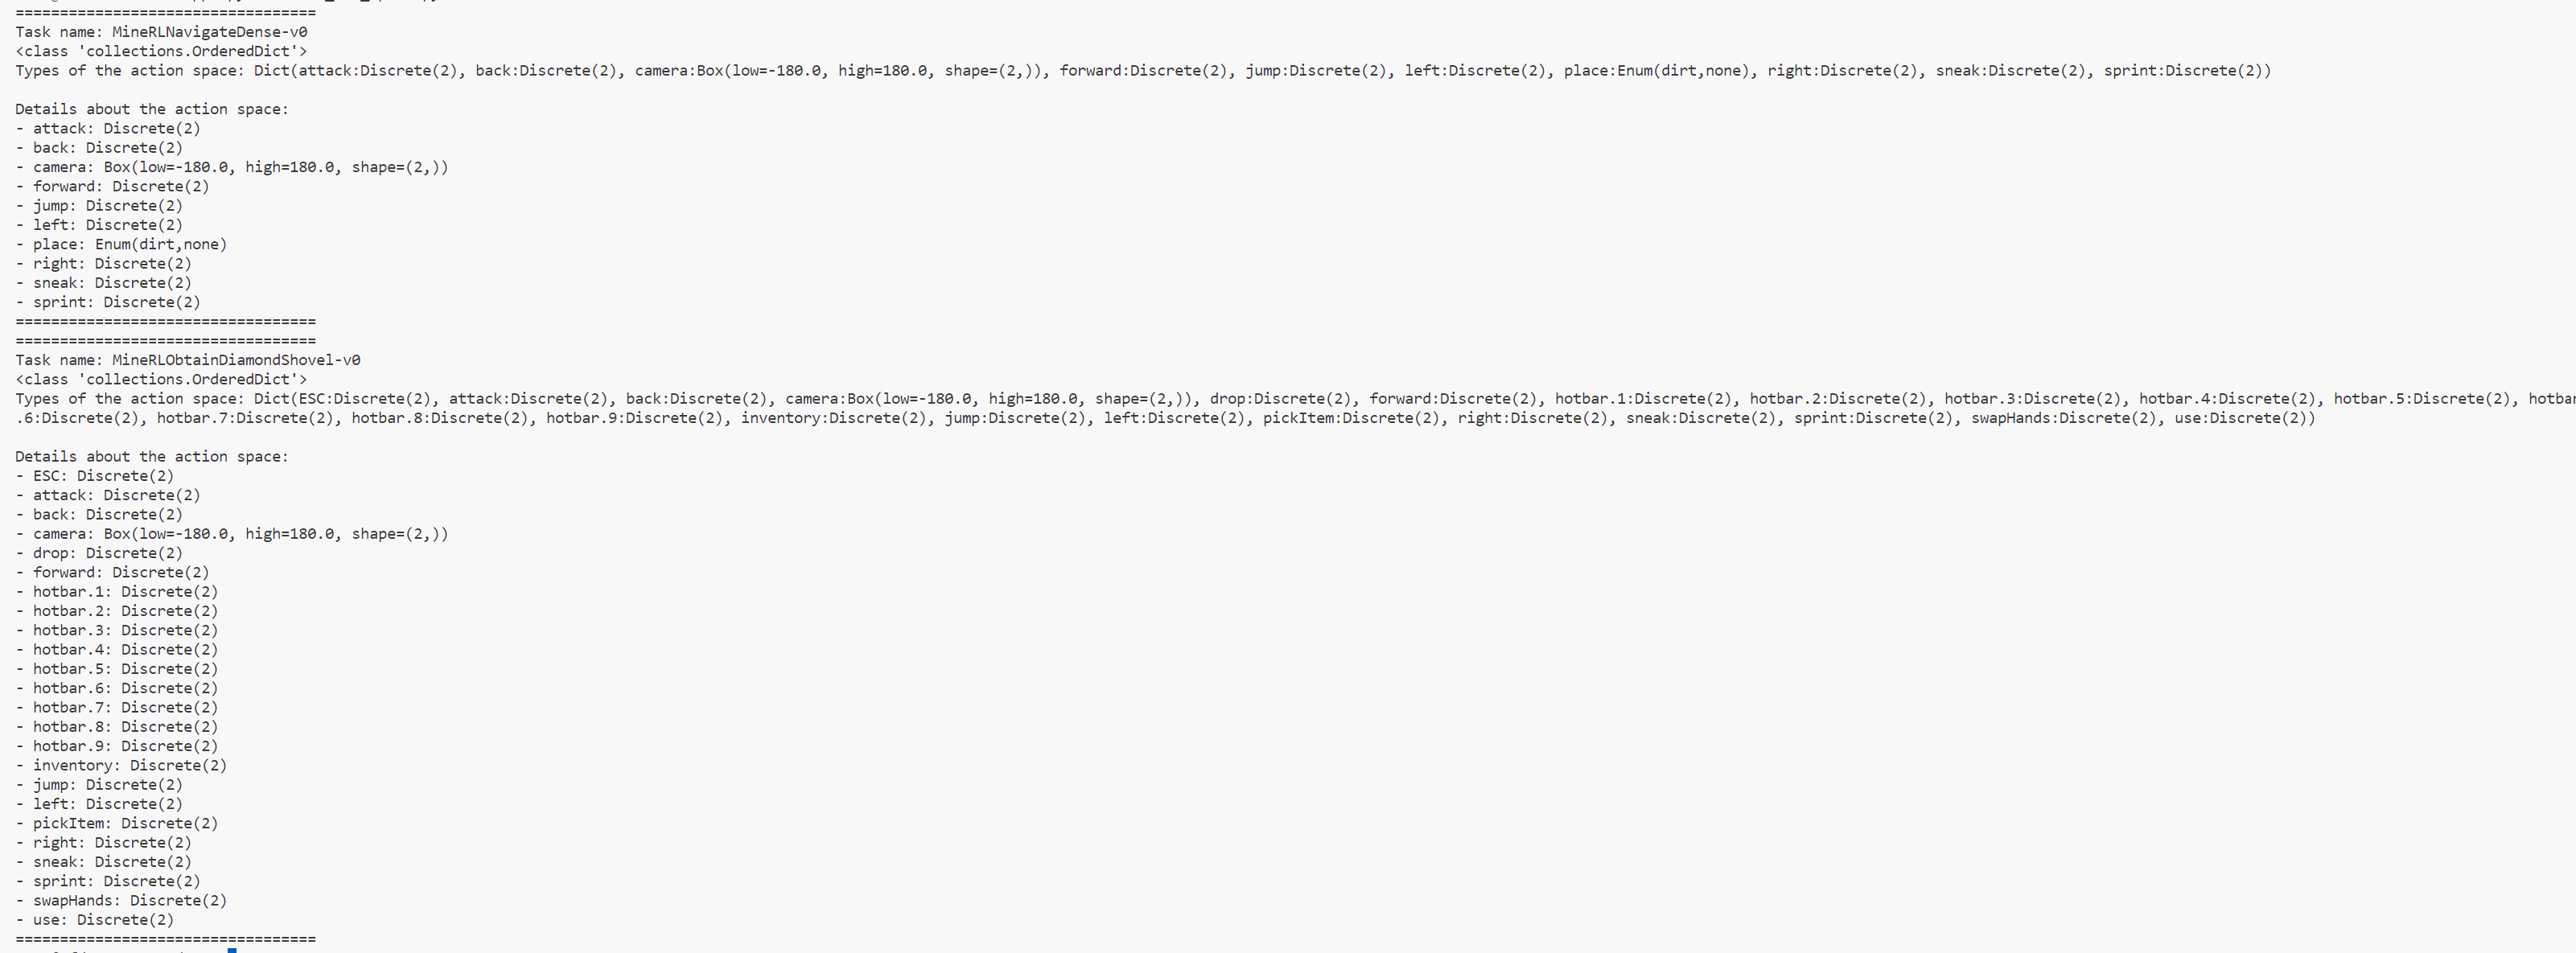 ==================================
Task name: MineRLNavigateDense-v0
<class 'collections.OrderedDict'>
Types of the action space: Dict(attack:Discrete(2), back:Discrete(2), camera:Box(low=-180.0, high=180.0, shape=(2,)), forward:Discrete(2), jump:Discrete(2), left:Discrete(2), place:Enum(dirt,none), right:Discrete(2), sneak:Discrete(2), sprint:Discrete(2))
Details about the action space:
- attack: Discrete(2)
- back: Discrete(2)
- camera: Box(low=-180.0, high=180.0, shape=(2,))
- forward: Discrete(2)
- jump: Discrete(2)
- left: Discrete(2)
- place: Enum(dirt,none)
- right: Discrete(2)
- sneak: Discrete(2)
- sprint: Discrete(2)
==================================
==================================
Task name: MineRLObtainDiamondShovel-v0
<class 'collections.OrderedDict'>
Types of the action space: Dict(ESC:Discrete(2), attack:Discrete(2), back:Discrete(2), camera:Box(low=-180.0, high=180.0, shape=(2,)), drop:Discrete(2), forward:Discrete(2), hotbar.1:Discrete(2), hotbar.2:Discrete(2), hotbar.3:Discrete(2), hotbar.4:Discrete(2), hotbar.5:Discrete(2), hotbar
.6:Discrete(2), hotbar.7:Discrete(2), hotbar.8:Discrete(2), hotbar.9:Discrete(2), inventory:Discrete(2), jump:Discrete(2), left:Discrete(2), pickItem:Discrete(2), right:Discrete(2), sneak:Discrete(2), sprint:Discrete(2), swapHands:Discrete(2), use:Discrete(2))
Details about the action space:
- ESC: Discrete(2)
- attack: Discrete(2)
- back: Discrete(2)
- camera: Box(low=-180.0, high=180.0, shape=(2,))
- drop: Discrete(2)
- forward: Discrete(2)
- hotbar.1: Discrete(2)
- hotbar.2: Discrete(2)
- hotbar.3: Discrete(2)
- hotbar.4: Discrete(2)
- hotbar.5: Discrete(2)
- hotbar.6: Discrete(2)
- hotbar.7: Discrete(2)
- hotbar.8: Discrete(2)
- hotbar.9: Discrete(2)
- inventory: Discrete(2)
- jump: Discrete(2)
- left: Discrete(2)
- pickItem: Discrete(2)
- right: Discrete(2)
- sneak: Discrete(2)
- sprint: Discrete(2)
- swapHands: Discrete(2)
- use: Discrete(2)
==================================